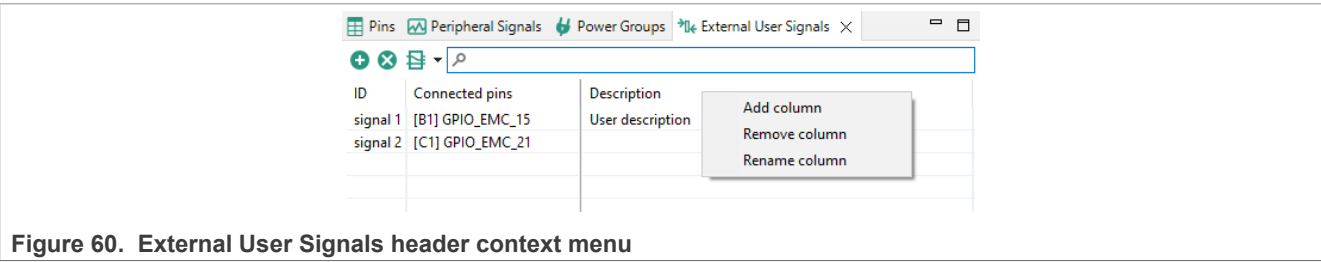 Pins Peripheral Signals Power Groups External User Signals
ID Connected pins Description
signal 1 [B1] GPIO_EMC_15 User description
signal 2 [C1] GPIO_EMC_21
Add column
Remove column
Rename column
Figure 60. External User Signals header context menu